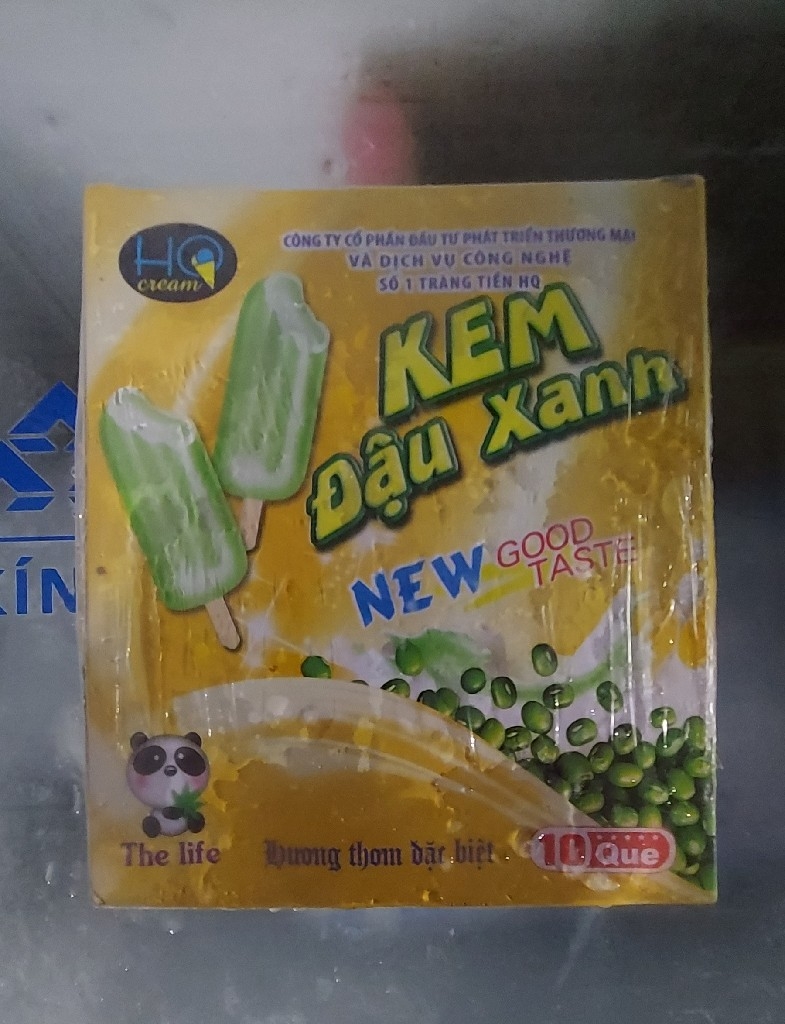 HQ
cream
CÔNG TY CỔ PHẦN ĐẦU TƯ PHÁT TRIỂN THƯƠNG MẠI
VÀ DỊCH VỤ CÔNG NGHỆ
SỐ 1 TRÀNG TIỀN HQ
KEM
Đậu Xanh
NEW
GOOD
TASTE
KÍN
The life
Hương thơm đặc biệt
10 Que